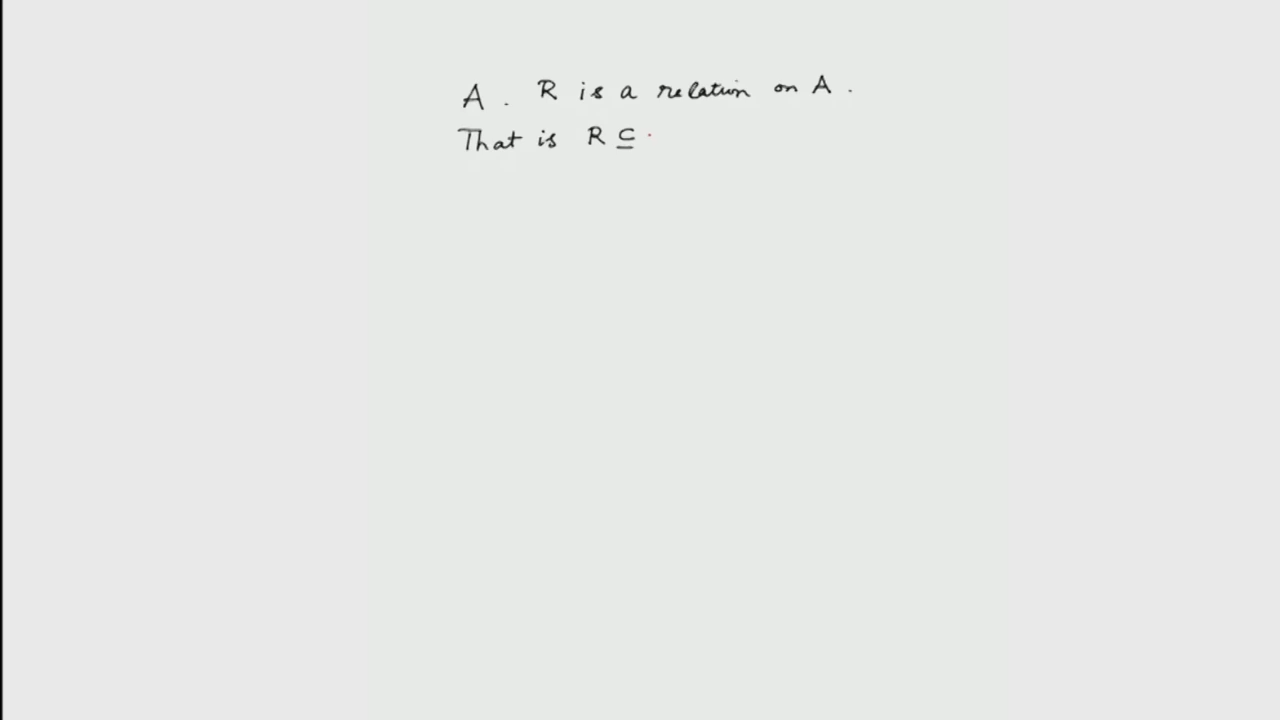 A . R is a relation on A .
That is R ⊆